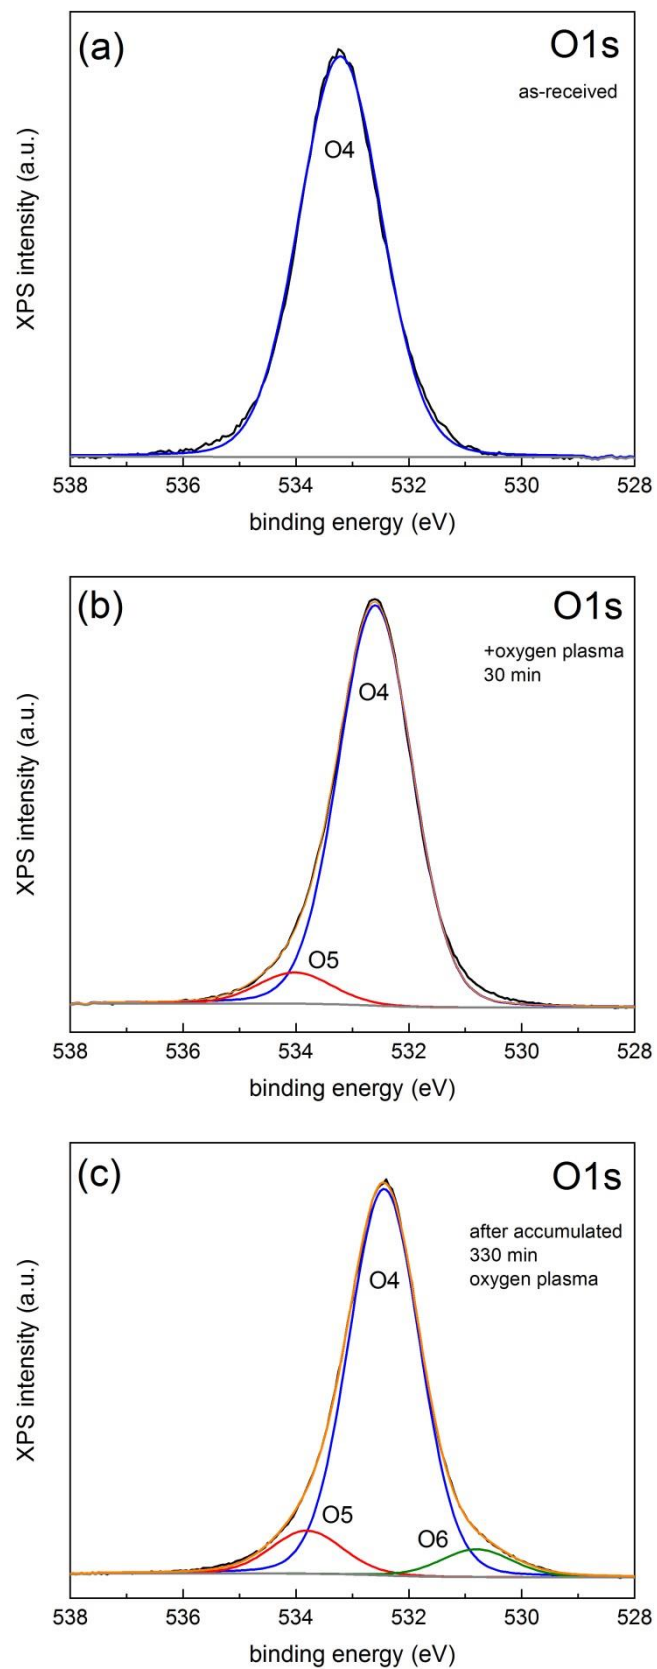 (a)
O1s
as-received
O4
XPS intensity (a.u.)
538 536 534 532 530 528
binding energy (eV)
(b)
O1s
+oxygen plasma
30 min
O4
O5
XPS intensity (a.u.)
538 536 534 532 530 528
binding energy (eV)
(c)
O1s
after accumulated
330 min
oxygen plasma
O4
O5
O6
XPS intensity (a.u.)
538 536 534 532 530 528
binding energy (eV)